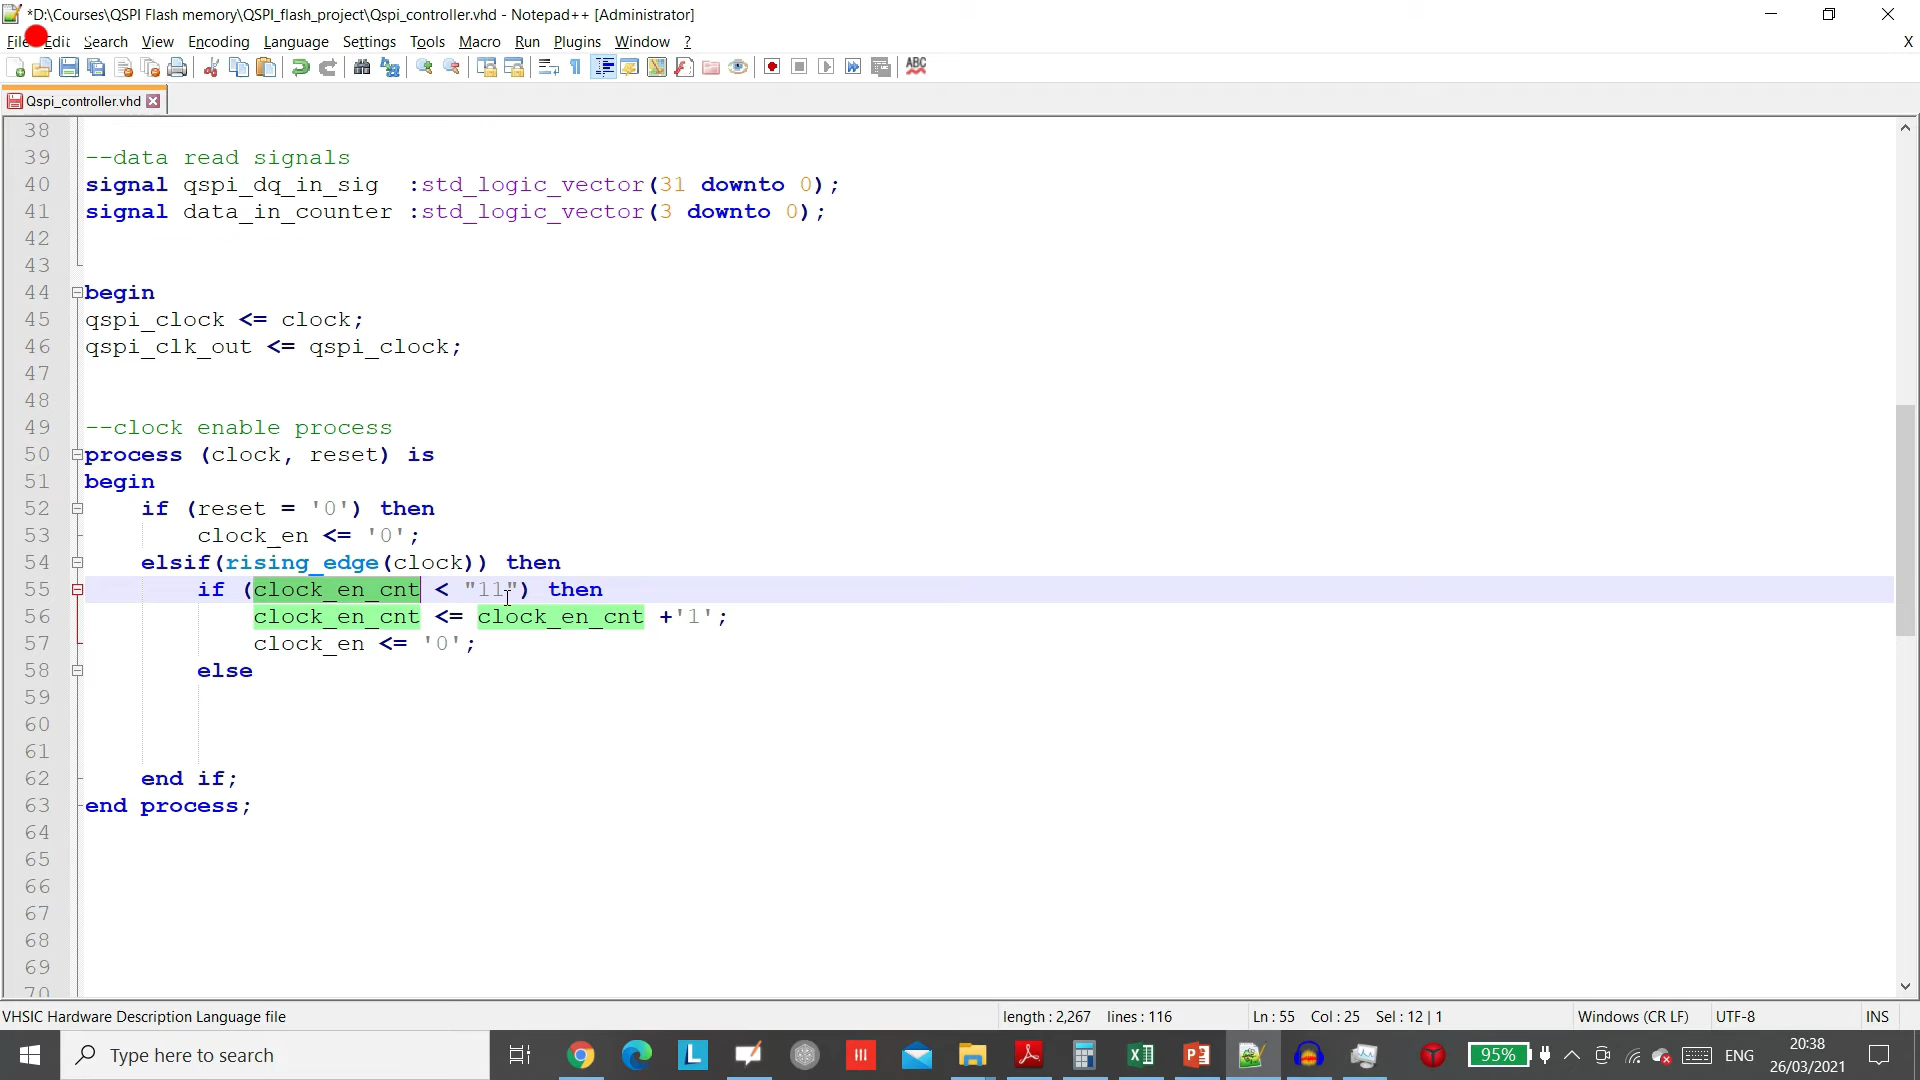 *D:\Courses\QSPI Flash memory\QSPI_flash_project\Qspi_controller.vhd - Notepad++ [Administrator]
File Edit Search View Encoding Language Settings Tools Macro Run Plugins Window ? X
ABC
Qspi_controller.vhd
38
39 --data read signals
40 signal qspi_dq_in_sig  :std_logic_vector(31 downto 0);
41 signal data_in_counter :std_logic_vector(3 downto 0);
42
43
44 begin
45 qspi_clock <= clock;
46 qspi_clk_out <= qspi_clock;
47
48
49 --clock enable process
50 process (clock, reset) is
51 begin
52     if (reset = '0') then
53         clock_en <= '0';
54     elsif(rising_edge(clock)) then
55         if (clock_en_cnt < "11") then
56             clock_en_cnt <= clock_en_cnt +'1';
57             clock_en <= '0';
58         else
59
60
61
62     end if;
63 end process;
64
65
66
67
68
69
70
VHSIC Hardware Description Language file length : 2,267 lines : 116 Ln : 55 Col : 25 Sel : 12 | 1 Windows (CR LF) UTF-8 INS
Type here to search L 95% ENG 20:38
26/03/2021